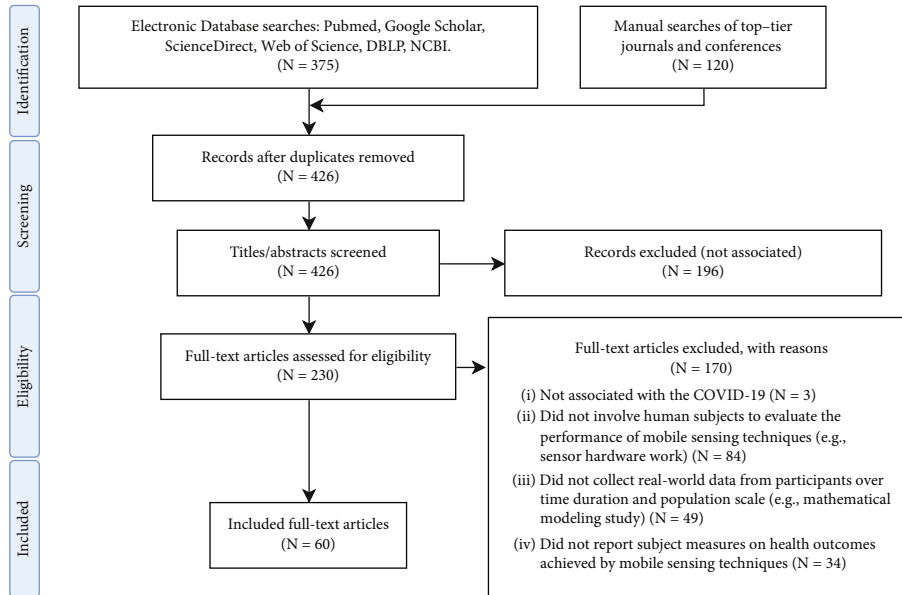 Identification
Electronic Database searches: Pubmed, Google Scholar,
ScienceDirect, Web of Science, DBLP, NCBI.
(N = 375)
Manual searches of top–tier
journals and conferences
(N = 120)
Screening
Records after duplicates removed
(N = 426)
Titles/abstracts screened
(N = 426)
Records excluded (not associated)
(N = 196)
Eligibility
Full-text articles assessed for eligibility
(N = 230)
Full-text articles excluded, with reasons
(N = 170)
(i) Not associated with the COVID-19 (N = 3)
(ii) Did not involve human subjects to evaluate the
performance of mobile sensing techniques (e.g.,
sensor hardware work) (N = 84)
(iii) Did not collect real-world data from participants over
time duration and population scale (e.g., mathematical
modeling study) (N = 49)
(iv) Did not report subject measures on health outcomes
achieved by mobile sensing techniques (N = 34)
Included
Included full-text articles
(N = 60)